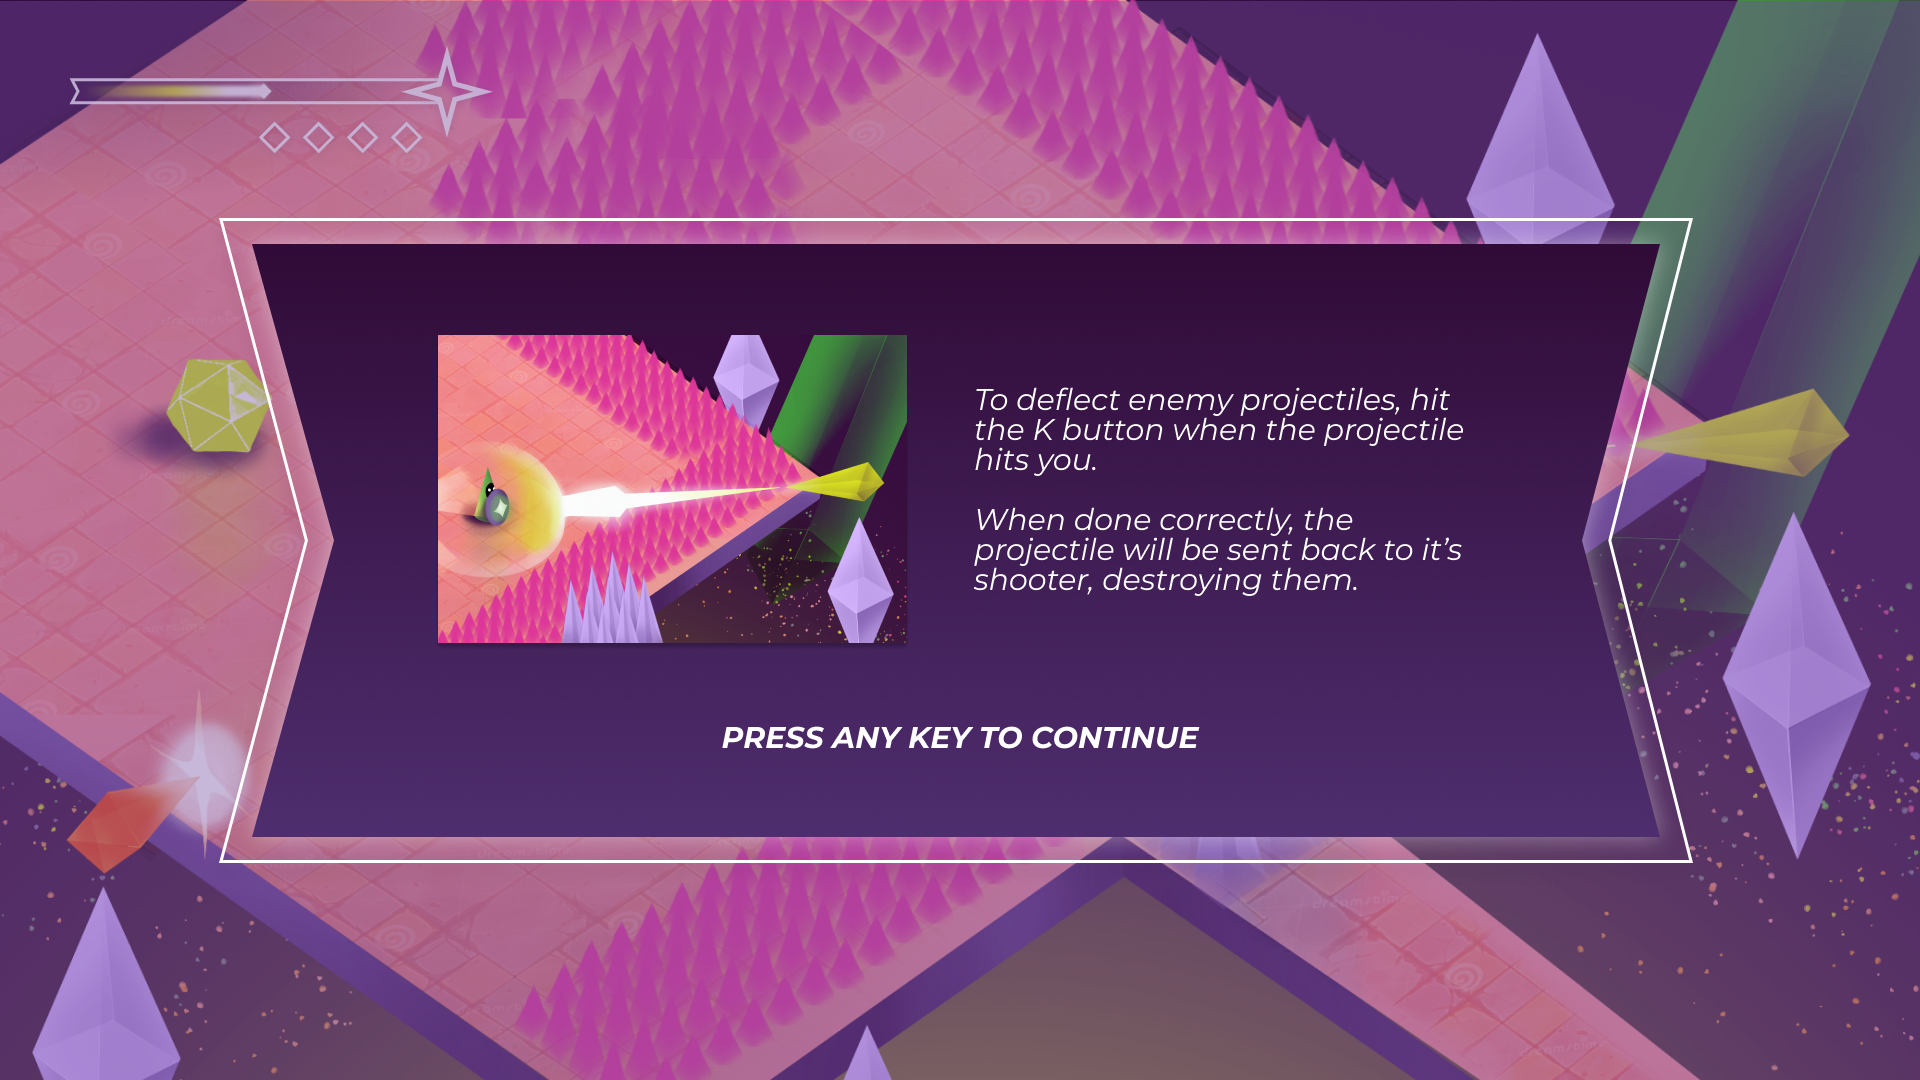 To deflect enemy projectiles, hit
the K button when the projectile
hits you.
When done correctly, the
projectile will be sent back to it’s
shooter, destroying them.
PRESS ANY KEY TO CONTINUE